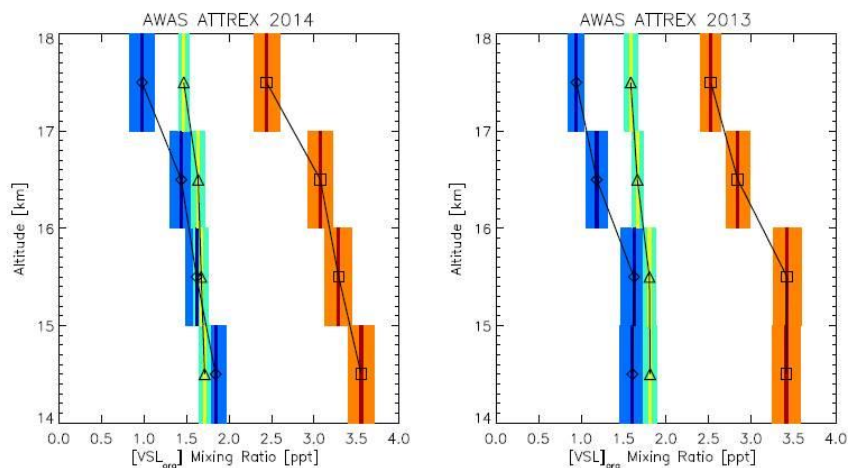 AWAS ATTREX 2014
18
17
16
15
14
Altitude [km]
0.0 0.5 1.0 1.5 2.0 2.5 3.0 3.5 4.0
[VSL_org] Mixing Ratio [ppt]
AWAS ATTREX 2013
18
17
16
15
14
Altitude [km]
0.0 0.5 1.0 1.5 2.0 2.5 3.0 3.5 4.0
[VSL]_org] Mixing Ratio [ppt]